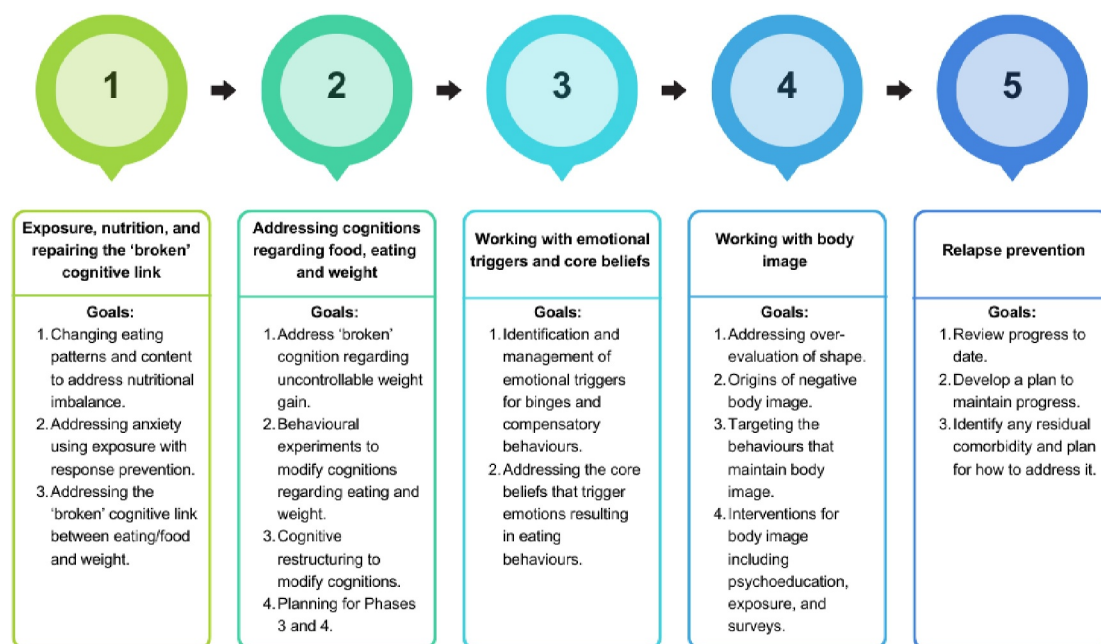 1
2
3
4
5
Exposure, nutrition, and
repairing the ‘broken’
cognitive link
Goals:
1. Changing eating
patterns and content
to address nutritional
imbalance.
2. Addressing anxiety
using exposure with
response prevention.
3. Addressing the
‘broken’ cognitive link
between eating/food
and weight.
Addressing cognitions
regarding food, eating
and weight
Goals:
1. Address ‘broken’
cognition regarding
uncontrollable weight
gain.
2. Behavioural
experiments to
modify cognitions
regarding eating and
weight.
3. Cognitive
restructuring to
modify cognitions.
4. Planning for Phases
3 and 4.
Working with emotional
triggers and core beliefs
Goals:
1. Identification and
management of
emotional triggers
for binges and
compensatory
behaviours.
2. Addressing the core
beliefs that trigger
emotions resulting
in eating
behaviours.
Working with body
image
Goals:
1. Addressing over-
evaluation of shape.
2. Origins of negative
body image.
3. Targeting the
behaviours that
maintain body
image.
4. Interventions for
body image
including
psychoeducation,
exposure, and
surveys.
Relapse prevention
Goals:
1. Review progress to
date.
2. Develop a plan to
maintain progress.
3. Identify any residual
comorbidity and plan
for how to address it.